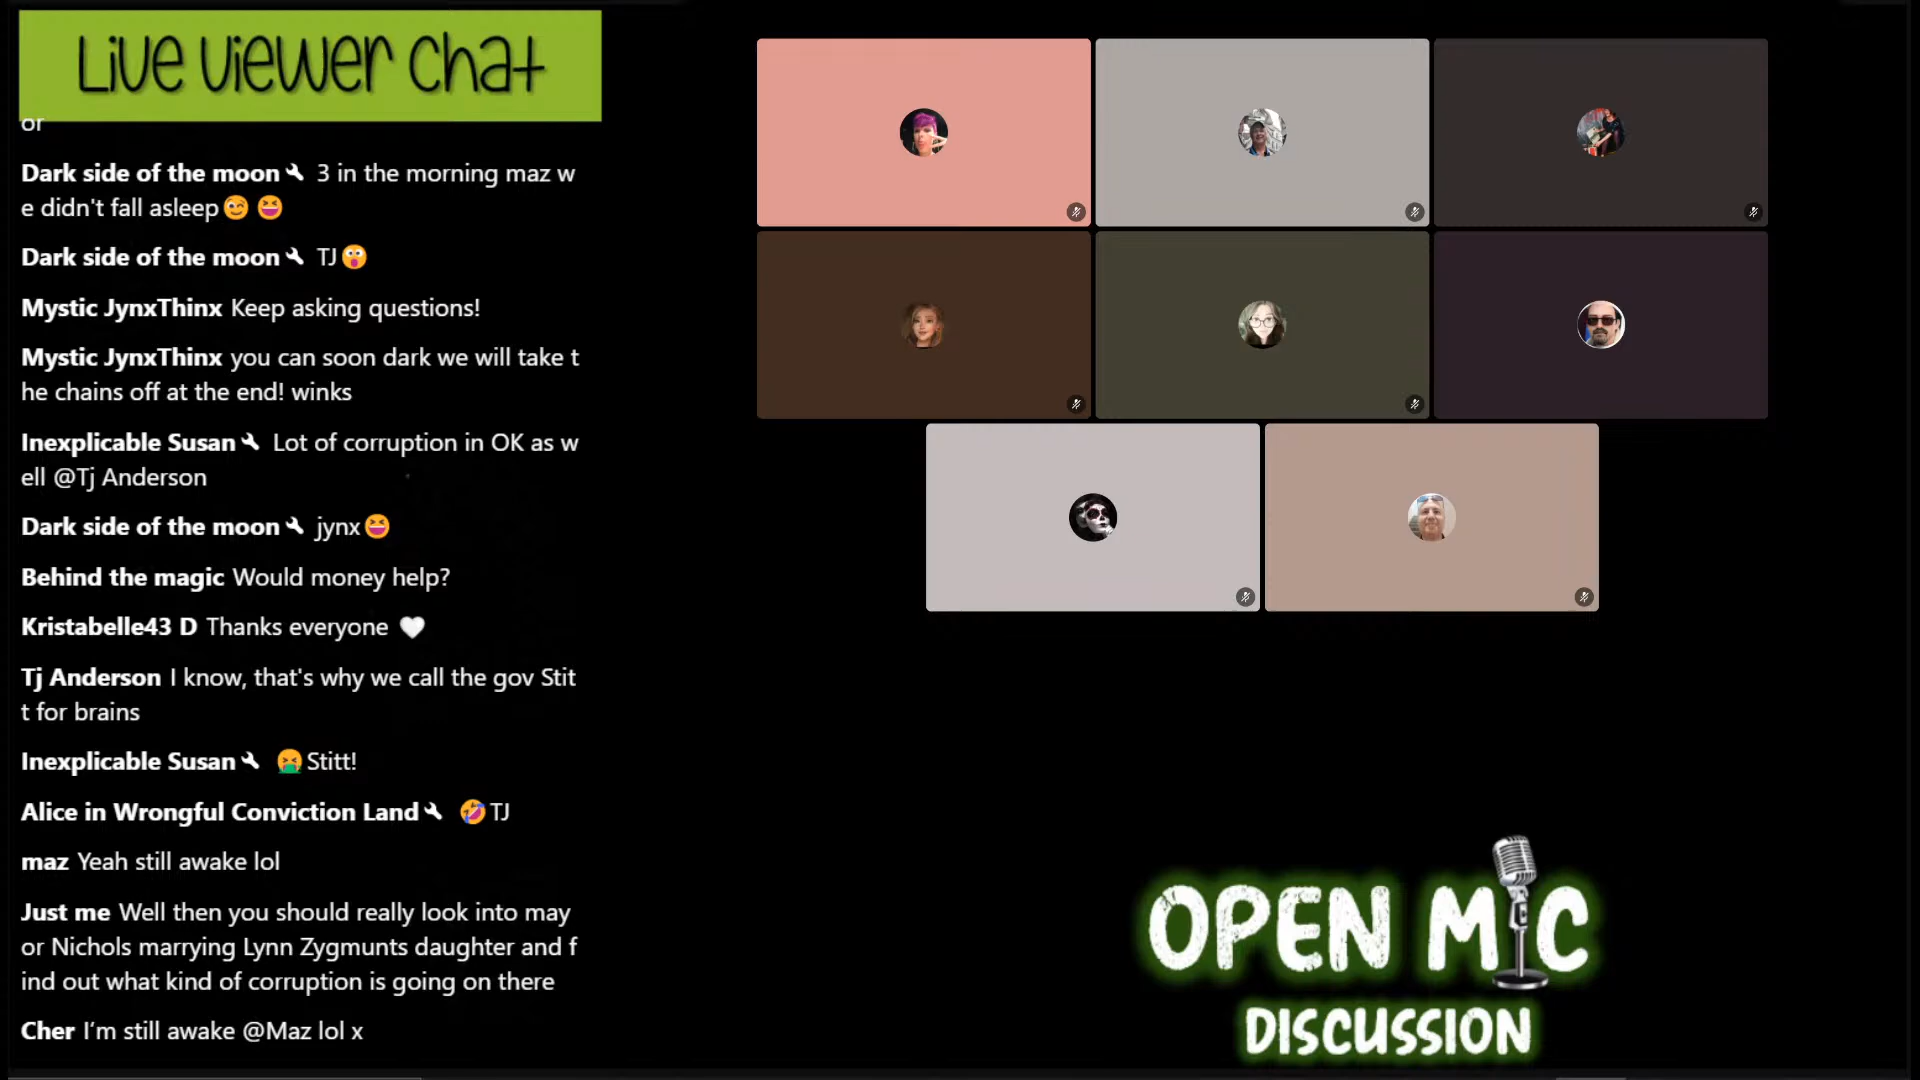 Live Viewer Chat
or
Dark side of the moon 3 in the morning maz w
e didn't fall asleep😉 😆
Dark side of the moon TJ😲
Mystic JynxThinx Keep asking questions!
Mystic JynxThinx you can soon dark we will take t
he chains off at the end! winks
Inexplicable Susan Lot of corruption in OK as w
ell @Tj Anderson
Dark side of the moon jynx😆
Behind the magic Would money help?
Kristabelle43 D Thanks everyone 🤍
Tj Anderson I know, that's why we call the gov Stit
t for brains
Inexplicable Susan 🤮Stitt!
Alice in Wrongful Conviction Land 🤣TJ
maz Yeah still awake lol
Just me Well then you should really look into may
or Nichols marrying Lynn Zygmunts daughter and f
ind out what kind of corruption is going on there
Cher I’m still awake @Maz lol x
OPEN MIC
DISCUSSION